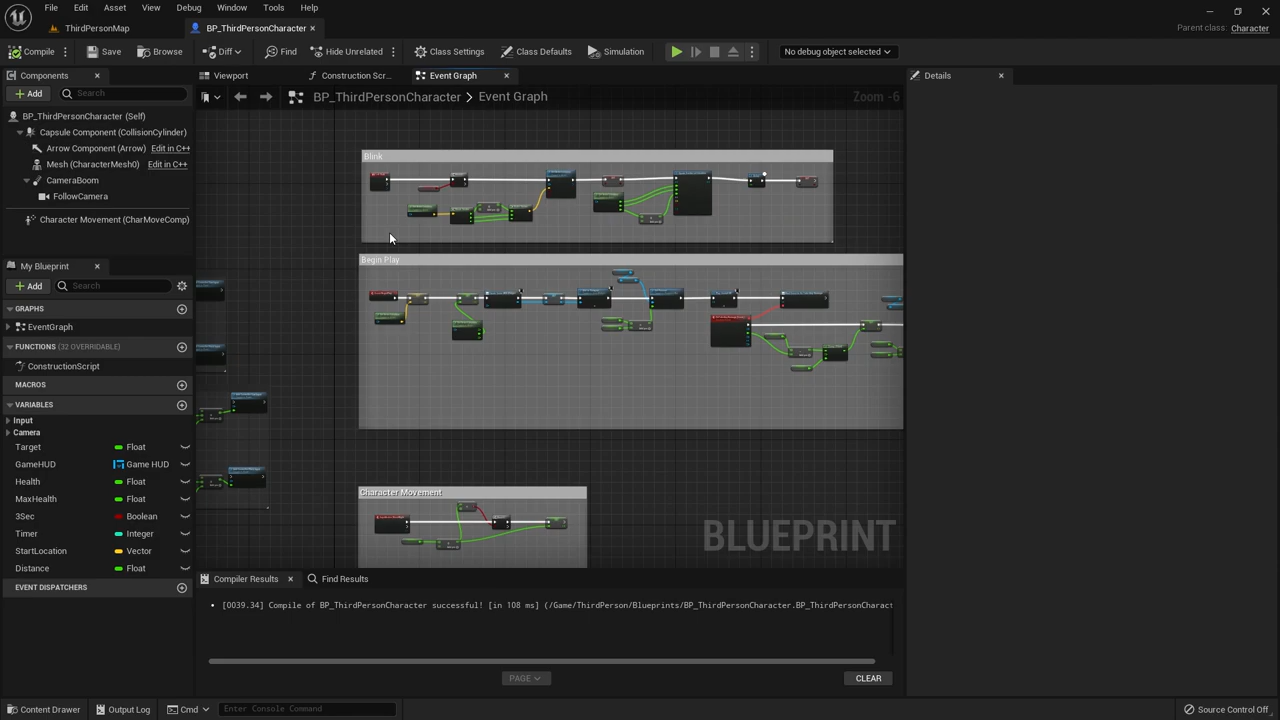 File Edit Asset View Debug Window Tools Help
ThirdPersonMap BP_ThirdPersonCharacter
Parent class: Character
Compile Save Browse Diff Find Hide Unrelated Class Settings Class Defaults Simulation No debug object selected
Components
Add Search
BP_ThirdPersonCharacter (Self)
Capsule Component (CollisionCylinder)
Arrow Component (Arrow) Edit in C++
Mesh (CharacterMesh0) Edit in C++
CameraBoom
FollowCamera
Character Movement (CharMoveComp)
My Blueprint
Add Search
GRAPHS
EventGraph
FUNCTIONS (32 OVERRIDABLE)
ConstructionScript
MACROS
VARIABLES
Input
Camera
Target Float
GameHUD Game HUD
Health Float
MaxHealth Float
3Sec Boolean
Timer Integer
StartLocation Vector
Distance Float
EVENT DISPATCHERS
Viewport Construction Scr... Event Graph
BP_ThirdPersonCharacter > Event Graph
Zoom -6
Blink
Begin Play
Character Movement
BLUEPRINT
Compiler Results Find Results
[0039.34] Compile of BP_ThirdPersonCharacter successful! [in 108 ms] (/Game/ThirdPerson/Blueprints/BP_ThirdPersonCharacter.BP_ThirdPersonCharact
PAGE
CLEAR
Details
Content Drawer Output Log Cmd Enter Console Command
Source Control Off